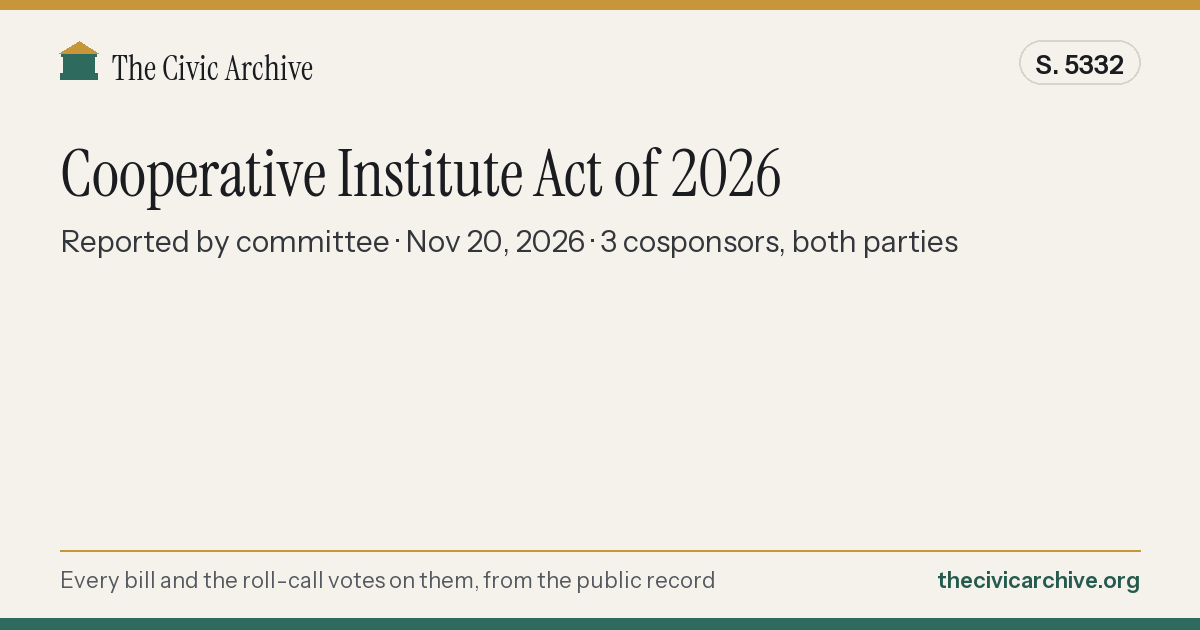 The Civic Archive
S. 5332
Cooperative Institute Act of 2026
Reported by committee · Nov 20, 2026 · 3 cosponsors, both parties
Every bill and the roll-call votes on them, from the public record
thecivicarchive.org